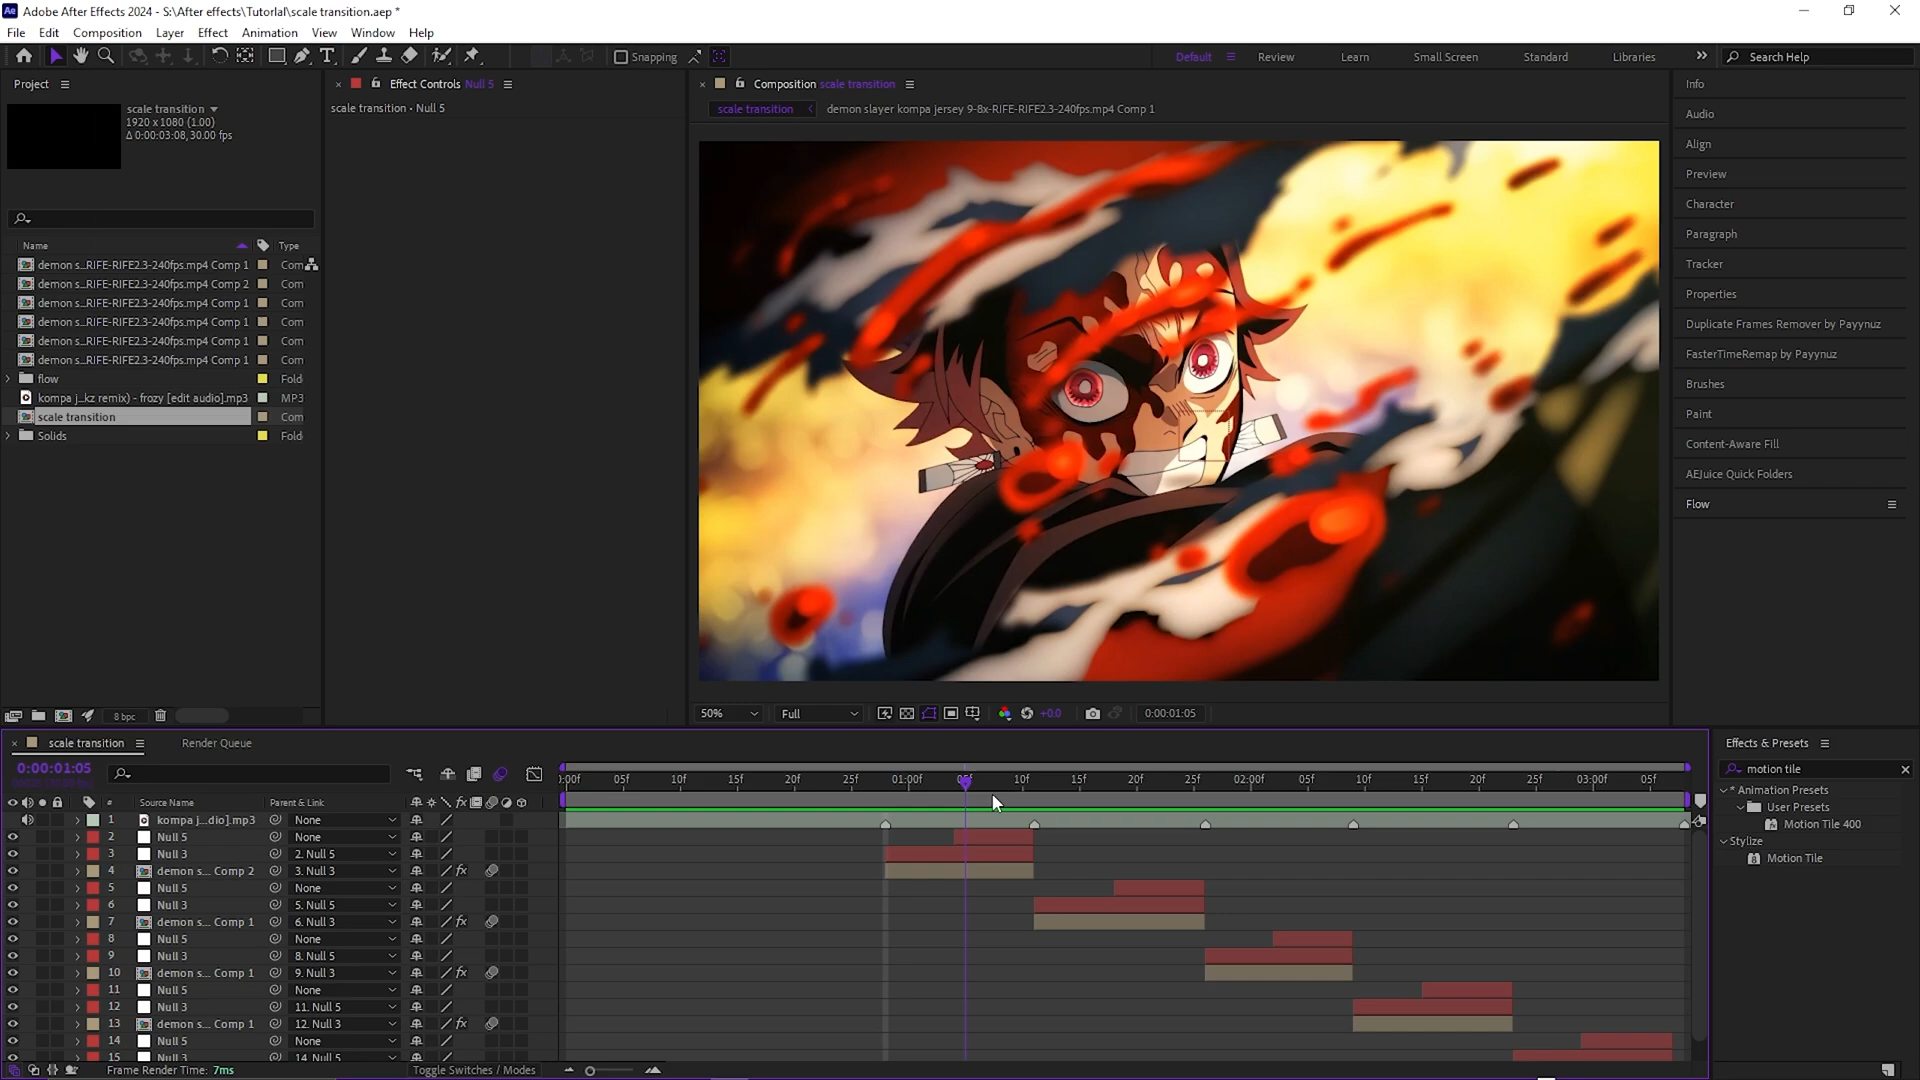 Adobe After Effects 2024 - S:\After effects\Tutorlal\scale transition.aep *
File Edit Composition Layer Effect Animation View Window Help
Snapping
Default Review Learn Small Screen Standard Libraries Search Help
Project
scale transition
1920 x 1080 (1.00)
Δ 0:00:03:08, 30.00 fps
Name Type
demon s...RIFE-RIFE2.3-240fps.mp4 Comp 1 Com
demon s...RIFE-RIFE2.3-240fps.mp4 Comp 2 Com
demon s...RIFE-RIFE2.3-240fps.mp4 Comp 1 Com
demon s...RIFE-RIFE2.3-240fps.mp4 Comp 1 Com
demon s...RIFE-RIFE2.3-240fps.mp4 Comp 1 Com
demon s...RIFE-RIFE2.3-240fps.mp4 Comp 1 Com
flow Fold
kompa j...kz remix) - frozy [edit audio].mp3 MP3
scale transition Com
Solids Fold
8 bpc
Effect Controls Null 5
scale transition • Null 5
Composition scale transition
scale transition demon slayer kompa jersey 9-8x-RIFE-RIFE2.3-240fps.mp4 Comp 1
50% Full +0.0 0:00:01:05
Info
Audio
Align
Preview
Character
Paragraph
Tracker
Properties
Duplicate Frames Remover by Payynuz
FasterTimeRemap by Payynuz
Brushes
Paint
Content-Aware Fill
AEJuice Quick Folders
Flow
scale transition Render Queue
0:00:01:05
:00f 05f 10f 15f 20f 25f 01:00f 05f 10f 15f 20f 25f 02:00f 05f 10f 15f 20f 25f 03:00f 05f
# Source Name Parent & Link fx
1 kompa j...dio].mp3 None
2 Null 5 None
3 Null 3 2. Null 5
4 demon s... Comp 2 3. Null 3 fx
5 Null 5 None
6 Null 3 5. Null 5
7 demon s... Comp 1 6. Null 3 fx
8 Null 5 None
9 Null 3 8. Null 5
10 demon s... Comp 1 9. Null 3 fx
11 Null 5 None
12 Null 3 11. Null 5
13 demon s... Comp 1 12. Null 3 fx
14 Null 5 None
15 Null 3 14. Null 5
Frame Render Time: 7ms Toggle Switches / Modes
Effects & Presets
motion tile
* Animation Presets
User Presets
Motion Tile 400
Stylize
Motion Tile